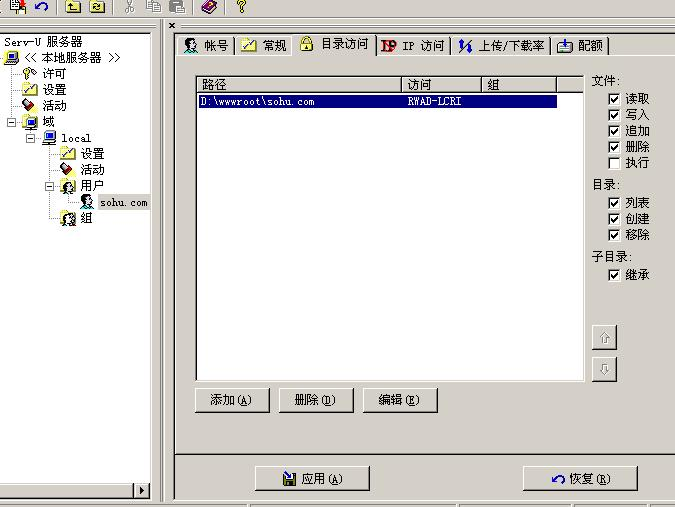 Serv-U 服务器
<< 本地服务器 >>
许可
设置
活动
域
local
设置
活动
用户
sohu.com
组
帐号 常规 目录访问 IP 访问 上传/下载率 配额
路径 访问 组
D:\wwwroot\sohu.com RWAD-LCRI
文件:
读取
写入
追加
删除
执行
目录:
列表
创建
移除
子目录:
继承
添加(A) 删除(D) 编辑(E)
应用(A) 恢复(R)